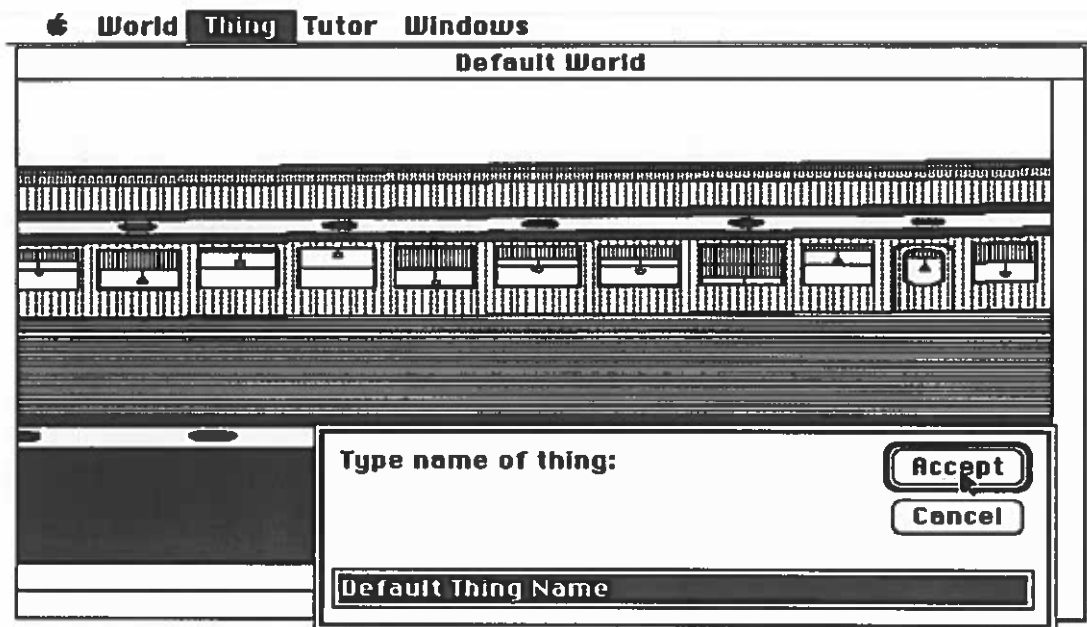 World Thing Tutor Windows
Default World
Type name of thing:
Accept
Cancel
Default Thing Name